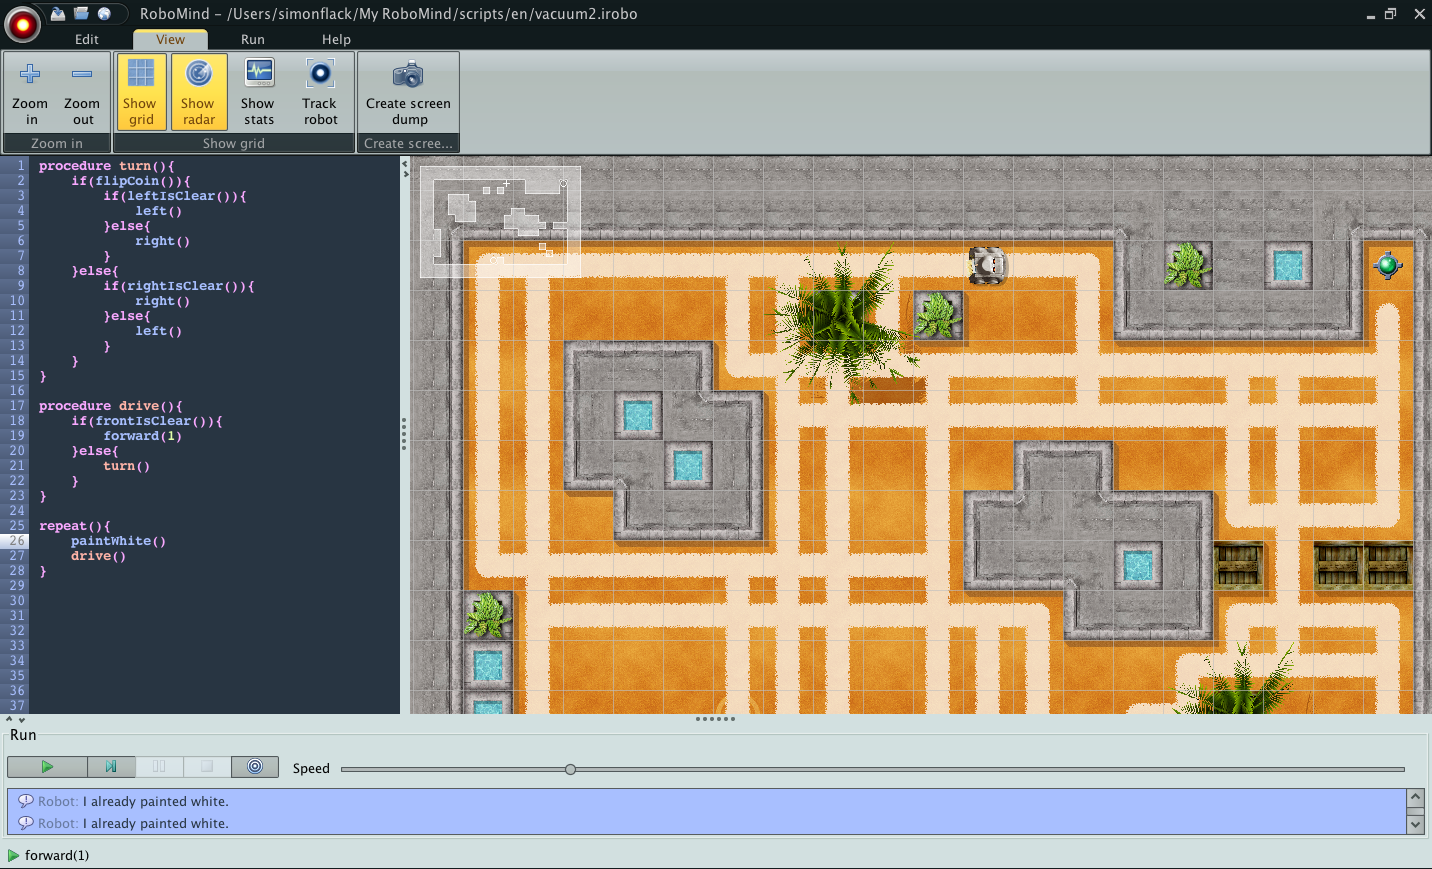 RoboMind - /Users/simonflack/My RoboMind/scripts/en/vacuum2.irobo
Edit View Run Help
Zoom in
Zoom out
Show grid
Show radar
Show stats
Track robot
Create screen dump
Zoom in
Show grid
Create scree...
1 procedure turn(){
2 if(flipCoin()){
3 if(leftIsClear()){
4 left()
5 }else{
6 right()
7 }
8 }else{
9 if(rightIsClear()){
10 right()
11 }else{
12 left()
13 }
14 }
15 }
16
17 procedure drive(){
18 if(frontIsClear()){
19 forward(1)
20 }else{
21 turn()
22 }
23 }
24
25 repeat(){
26 paintWhite()
27 drive()
28 }
29
30
31
32
33
34
35
36
37
Run
Speed
Robot: I already painted white.
Robot: I already painted white.
forward(1)